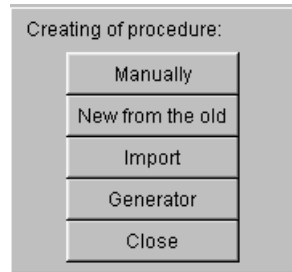 Creating of procedure:
Manually
New from the old
Import
Generator
Close